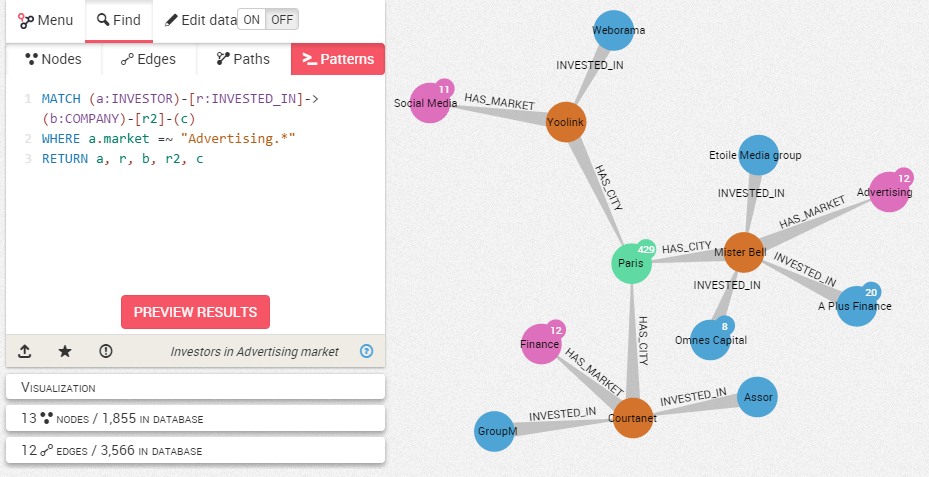 Menu
Find
Edit data
ON
OFF
Nodes
Edges
Paths
Patterns
1 MATCH (a:INVESTOR)-[r:INVESTED_IN]->
(b:COMPANY)-[r2]-(c)
2 WHERE a.market =~ "Advertising.*"
3 RETURN a, r, b, r2, c
PREVIEW RESULTS
Investors in Advertising market
?
Visualization
13 nodes / 1,855 in database
12 edges / 3,566 in database
Weborama
INVESTED_IN
11
Social Media
HAS_MARKET
Yoolink
HAS_CITY
Etoile Media group
INVESTED_IN
12
Advertising
HAS_MARKET
429
Paris
HAS_CITY
Mister Bell
INVESTED_IN
20
A Plus Finance
INVESTED_IN
8
Omnes Capital
HAS_CITY
12
Finance
HAS_MARKET
Courtanet
INVESTED_IN
Assor
INVESTED_IN
GroupM